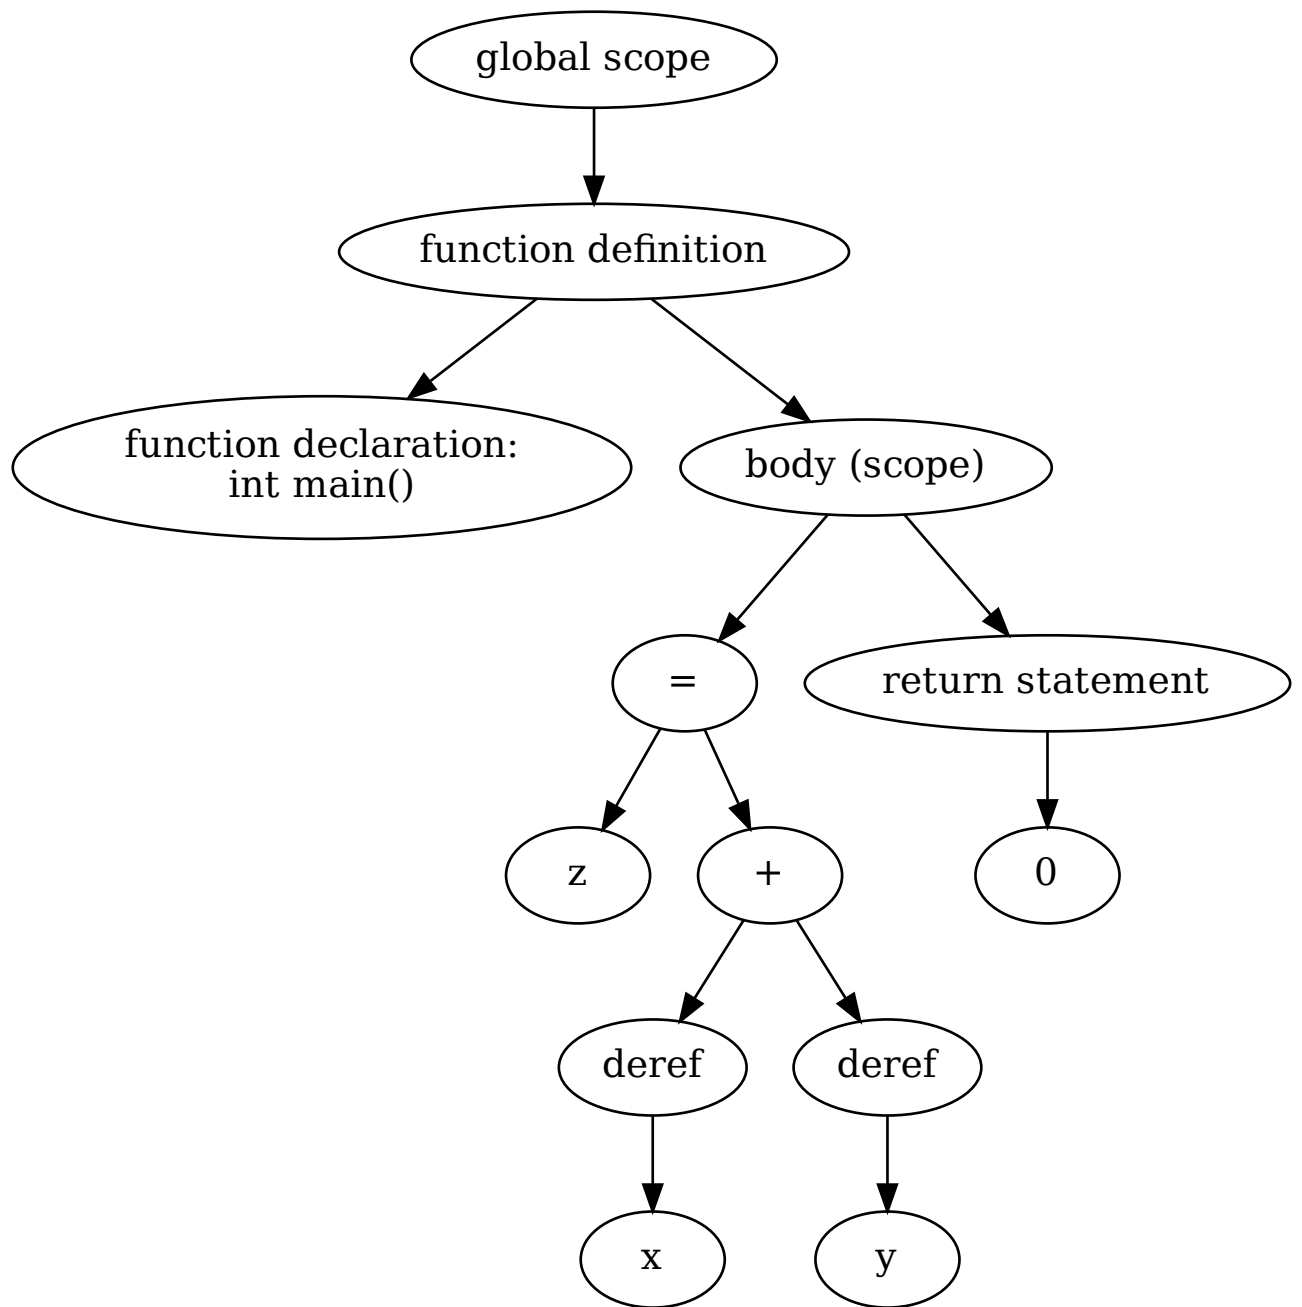 global scope
function definition
function declaration:
int main()
body (scope)
=
return statement
z
+
0
deref
deref
x
y